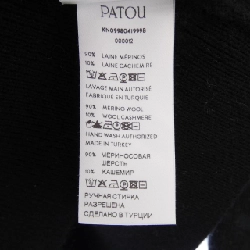 PATOU
000012
90% LAINE MÉRINOS
10% LAINE CACHEMIRE
LAVAGE MAIN AUTORISÉ
FABRIQUÉ EN TURQUIE
90% MERINO WOOL
10% WOOL CASHMERE
HAND WASH AUTHORIZED
MADE IN TURKEY
90% МЕРИНОСОВАЯ
ШЕРСТЬ
10% КАШЕМИР
РУЧНАЯ СТИРКА
РАЗРЕШЕНА
СДЕЛАНО В ТУРЦИИ